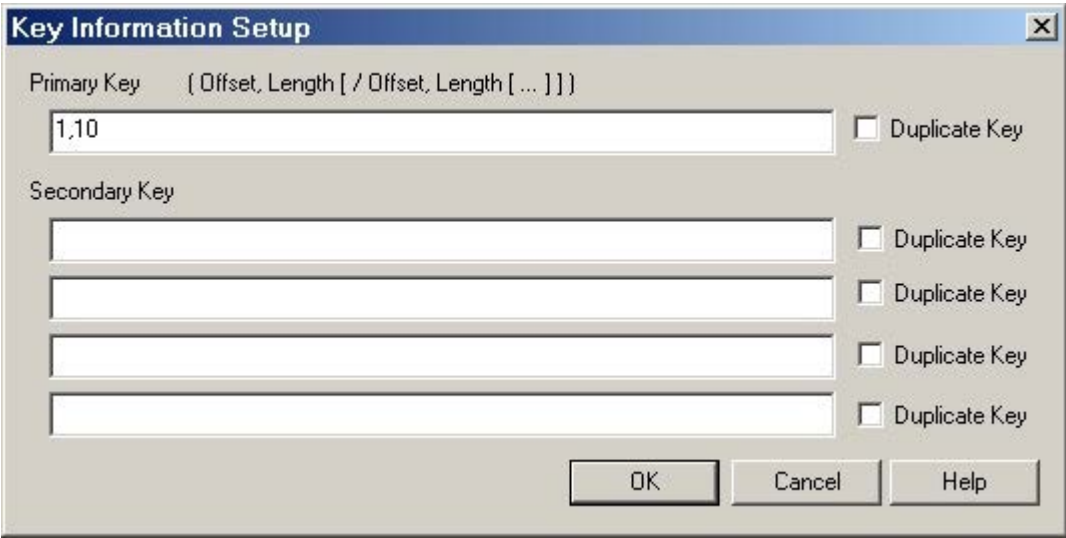 Key Information Setup
Primary Key ( Offset, Length [ / Offset, Length [ ... ] ] )
1,10 Duplicate Key
Secondary Key
Duplicate Key
Duplicate Key
Duplicate Key
Duplicate Key
OK Cancel Help